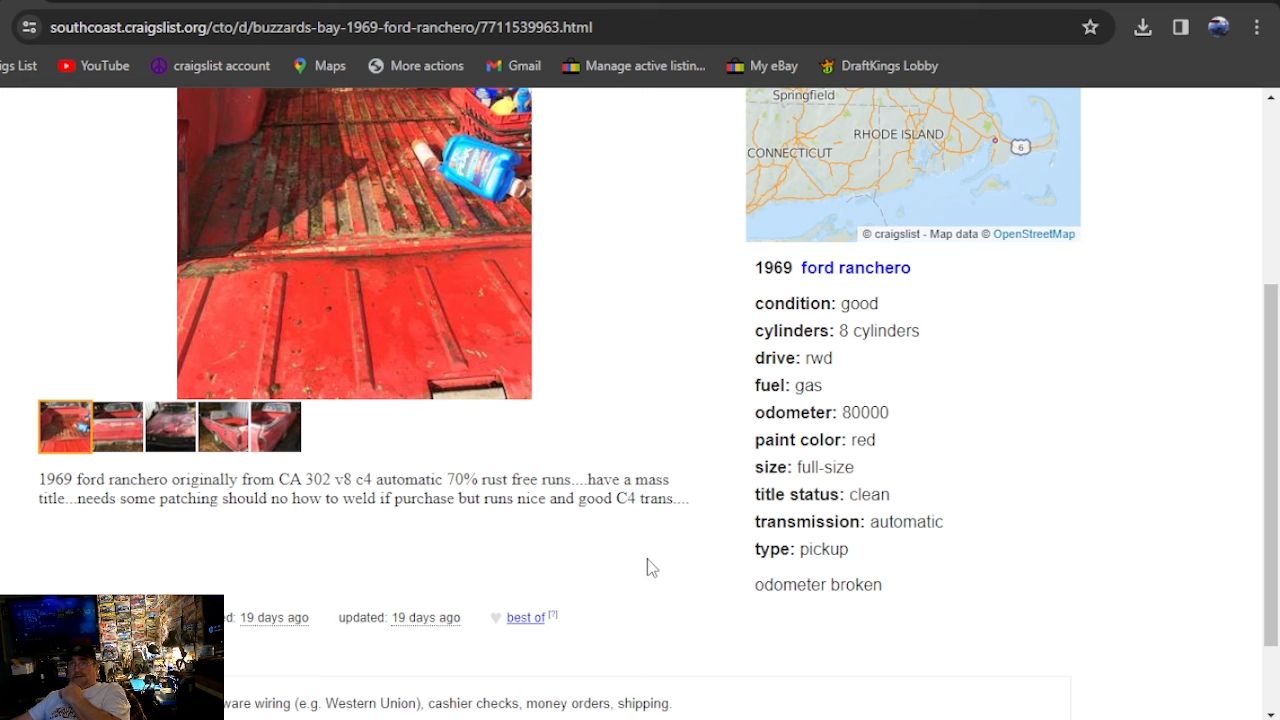 southcoast.craigslist.org/cto/d/buzzards-bay-1969-ford-ranchero/7711539963.html
gs List YouTube craigslist account Maps More actions Gmail Manage active listin... My eBay DraftKings Lobby
Springfield
RHODE ISLAND
CONNECTICUT
6
© craigslist - Map data © OpenStreetMap
1969 ford ranchero
condition: good
cylinders: 8 cylinders
drive: rwd
fuel: gas
odometer: 80000
paint color: red
size: full-size
title status: clean
transmission: automatic
type: pickup
odometer broken
1969 ford ranchero originally from CA 302 v8 c4 automatic 70% rust free runs....have a mass
title...needs some patching should no how to weld if purchase but runs nice and good C4 trans....
d: 19 days ago updated: 19 days ago best of [?]
ware wiring (e.g. Western Union), cashier checks, money orders, shipping.